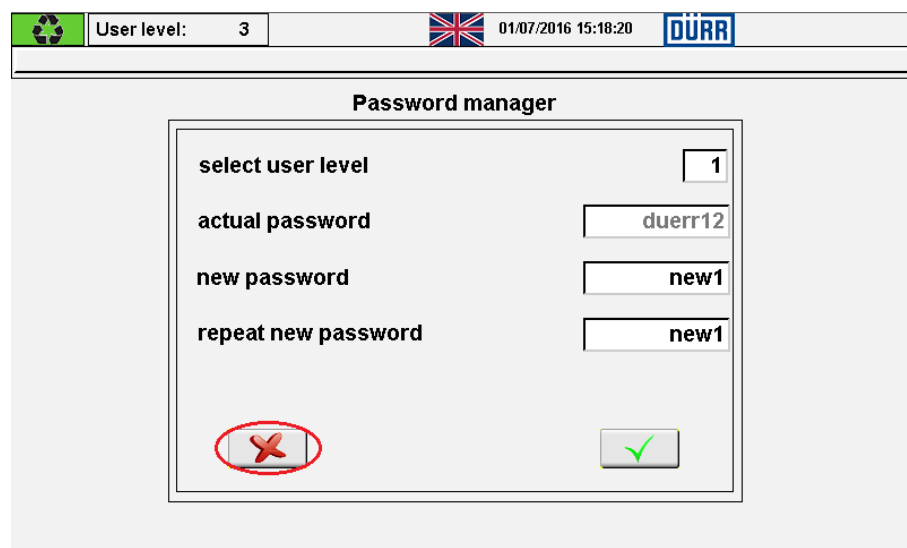 User level: 3 01/07/2016 15:18:20 DÜRR
Password manager
select user level 1
actual password duerr12
new password new1
repeat new password new1